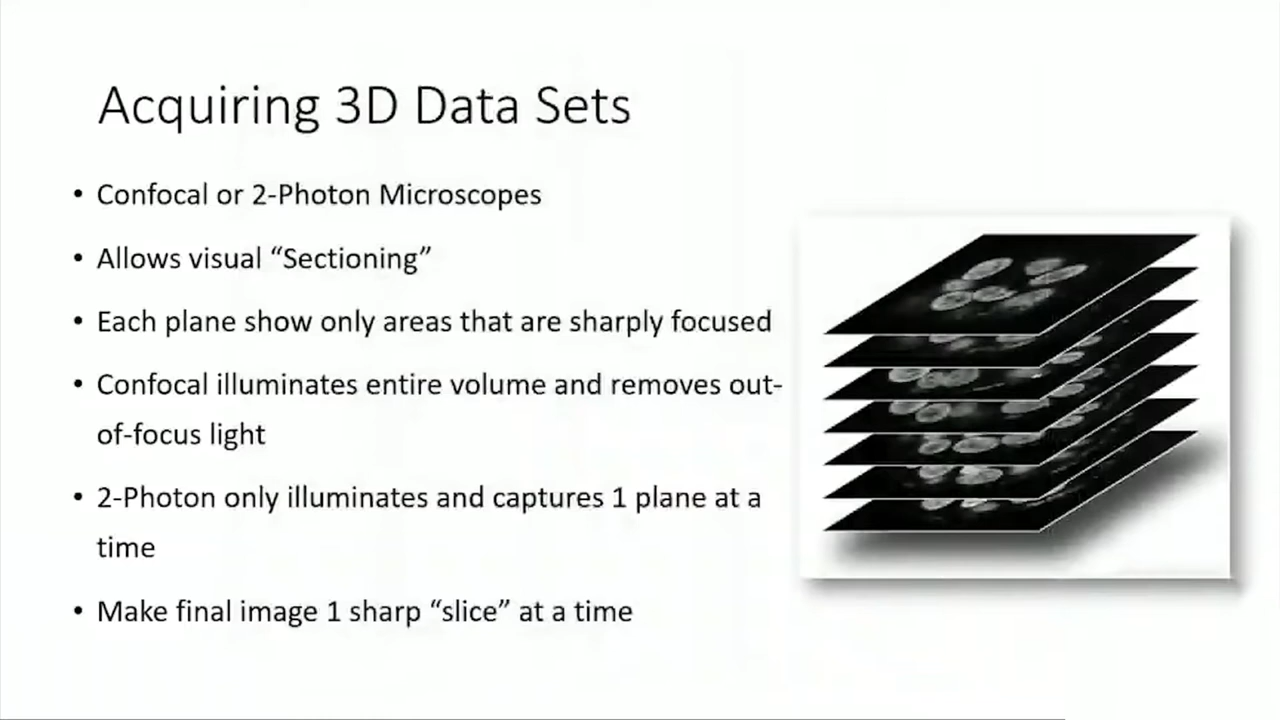 Acquiring 3D Data Sets
• Confocal or 2-Photon Microscopes
• Allows visual “Sectioning”
• Each plane show only areas that are sharply focused
• Confocal illuminates entire volume and removes out-
of-focus light
• 2-Photon only illuminates and captures 1 plane at a
time
• Make final image 1 sharp “slice” at a time